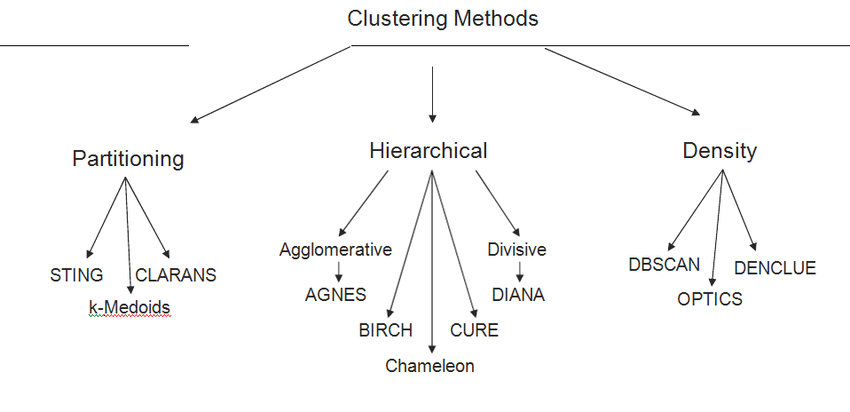 Clustering Methods
Partitioning
Hierarchical
Density
STING
CLARANS
k-Medoids
Agglomerative
Divisive
AGNES
DIANA
BIRCH
CURE
Chameleon
DBSCAN
DENCLUE
OPTICS